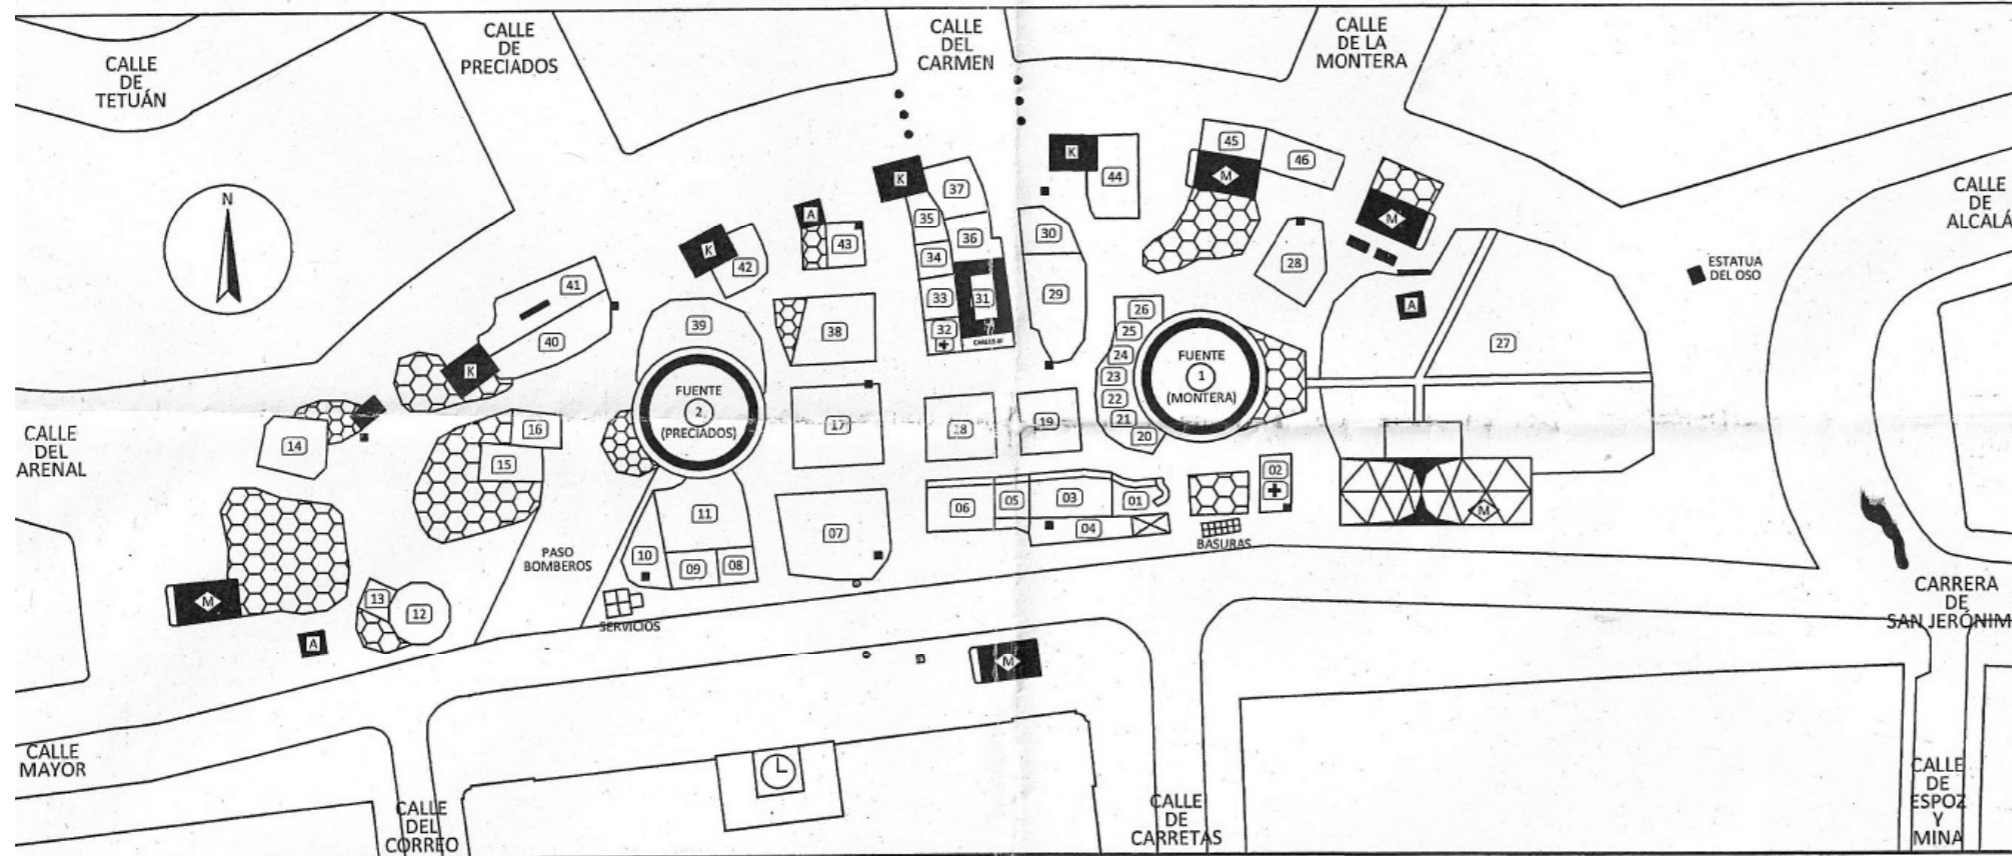 CALLE
DE
TETUÁN
CALLE
DE
PRECIADOS
CALLE
DEL
CARMEN
CALLE
DE LA
MONTERA
CALLE
DE
ALCALÁ
N
K
K
K
K
A
A
A
M
M
M
M
M
ESTATUA
DEL OSO
45
46
44
37
35
36
30
43
42
34
28
41
33
31
29
32
CARLOS III
26
39
38
25
40
24
27
23
22
21
20
FUENTE
1
(MONTERA)
FUENTE
2
(PRECIADOS)
17
18
19
16
15
14
CALLE
DEL
ARENAL
02
06
05
03
01
04
07
11
10
09
08
13
12
PASO
BOMBEROS
BASURAS
SERVICIOS
CARRERA
DE
SAN JERÓNIM
CALLE
MAYOR
CALLE
DEL
CORREO
CALLE
DE
CARRETAS
CALLE
DE
ESPOZ
Y
MINA